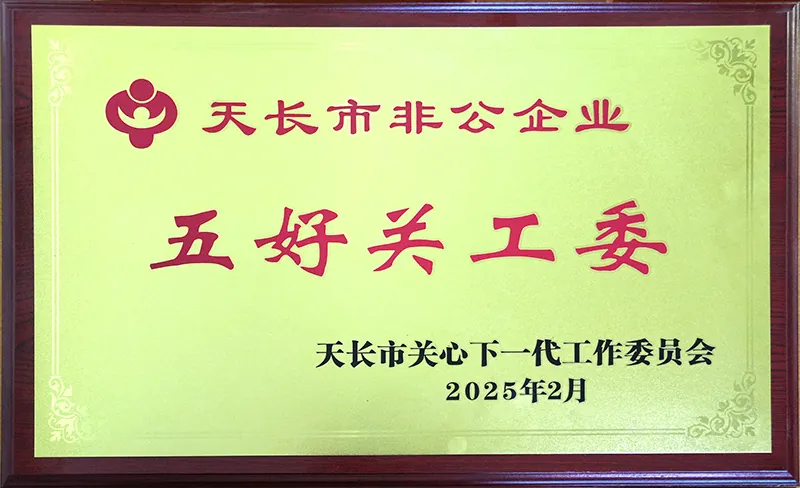 天长市非公企业
五好关工委
天长市关心下一代工作委员会
2025年2月